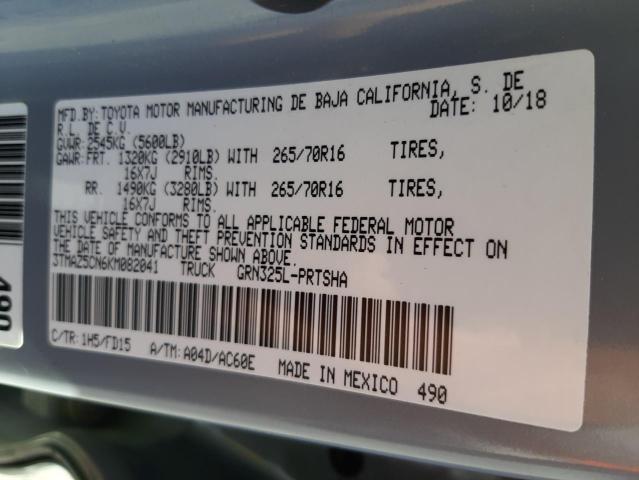 MFD.BY:TOYOTA MOTOR MANUFACTURING DE BAJA CALIFORNIA, S. DE
R.L. DE C.V. DATE: 10/18
GVWR:2545KG (5600LB)
GAWR:FRT. 1320KG (2910LB) WITH 265/70R16 TIRES,
16X7J RIMS.
RR. 1490KG (3280LB) WITH 265/70R16 TIRES,
16X7J RIMS.
THIS VEHICLE CONFORMS TO ALL APPLICABLE FEDERAL MOTOR
VEHICLE SAFETY AND THEFT PREVENTION STANDARDS IN EFFECT ON
THE DATE OF MANUFACTURE SHOWN ABOVE.
3TMAZ5CN6KM082041 TRUCK GRN325L-PRTSHA
C/TR: 1H5/FD15 A/TM: A04D/AC60E MADE IN MEXICO 490
490